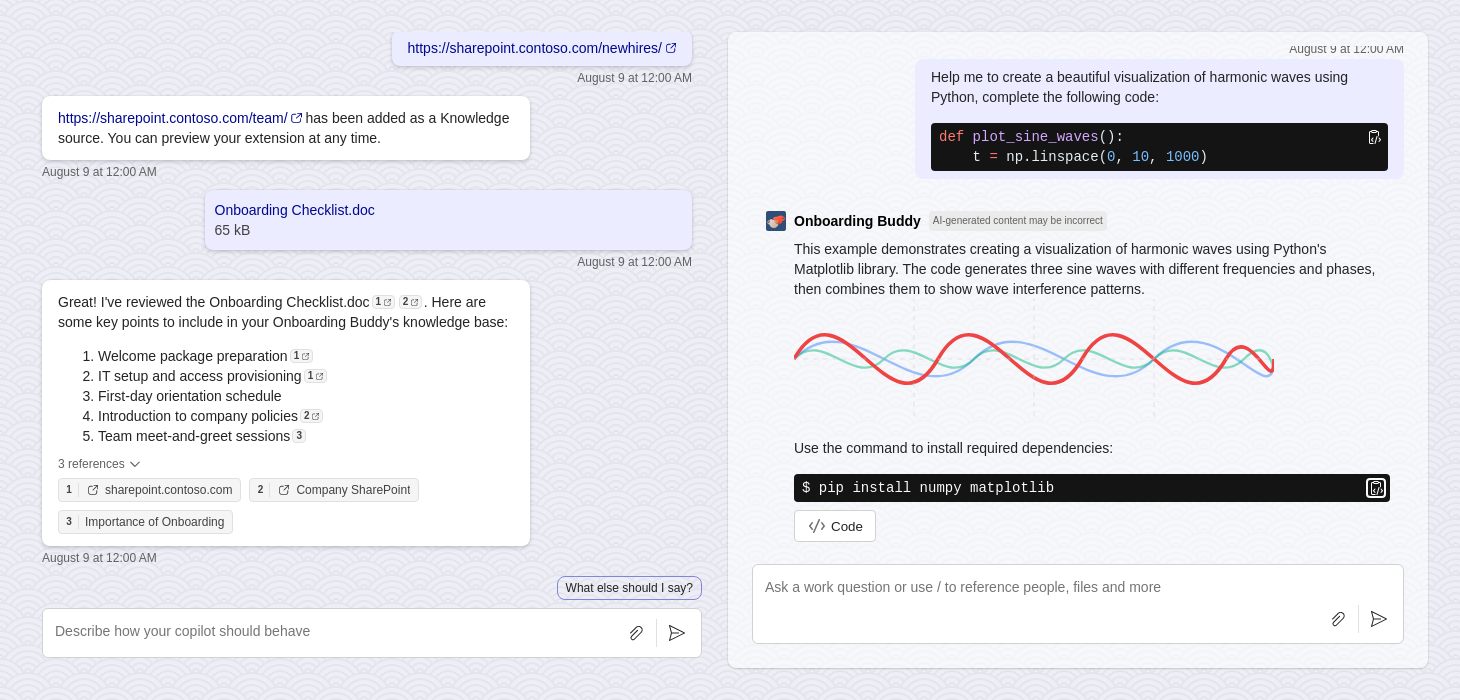 https://sharepoint.contoso.com/newhires/
August 9 at 12:00 AM
https://sharepoint.contoso.com/team/ has been added as a Knowledge
source. You can preview your extension at any time.
August 9 at 12:00 AM
Onboarding Checklist.doc
65 kB
August 9 at 12:00 AM
Great! I've reviewed the Onboarding Checklist.doc 1 2 . Here are
some key points to include in your Onboarding Buddy's knowledge base:
1. Welcome package preparation 1
2. IT setup and access provisioning 1
3. First-day orientation schedule
4. Introduction to company policies 2
5. Team meet-and-greet sessions 3
3 references
1 sharepoint.contoso.com 2 Company SharePoint
3 Importance of Onboarding
August 9 at 12:00 AM
What else should I say?
Describe how your copilot should behave
August 9 at 12:00 AM
Help me to create a beautiful visualization of harmonic waves using
Python, complete the following code:
def plot_sine_waves():
    t = np.linspace(0, 10, 1000)
Onboarding Buddy AI-generated content may be incorrect
This example demonstrates creating a visualization of harmonic waves using Python's
Matplotlib library. The code generates three sine waves with different frequencies and phases,
then combines them to show wave interference patterns.
Use the command to install required dependencies:
$ pip install numpy matplotlib
Code
Ask a work question or use / to reference people, files and more